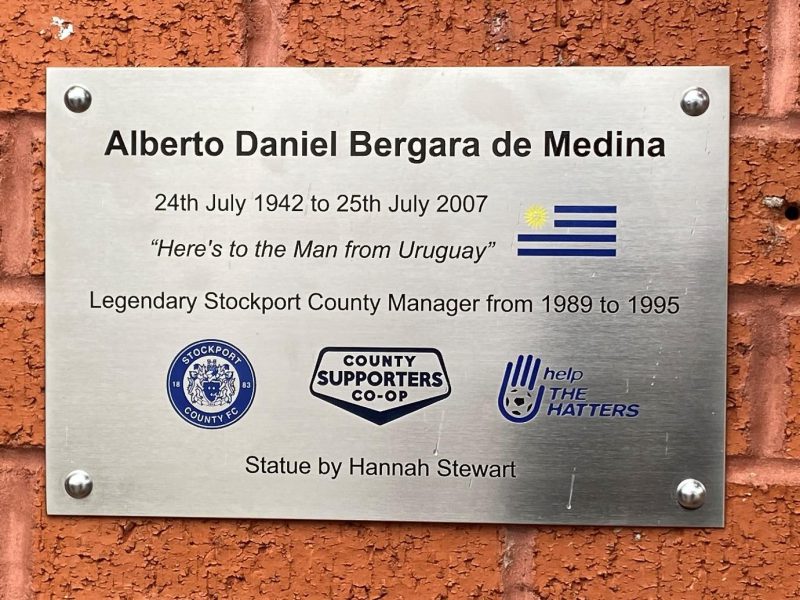 Alberto Daniel Bergara de Medina
24th July 1942 to 25th July 2007
“Here's to the Man from Uruguay”
Legendary Stockport County Manager from 1989 to 1995
STOCKPORT
18 83
COUNTY FC
COUNTY
SUPPORTERS
CO-OP
help
THE
HATTERS
Statue by Hannah Stewart